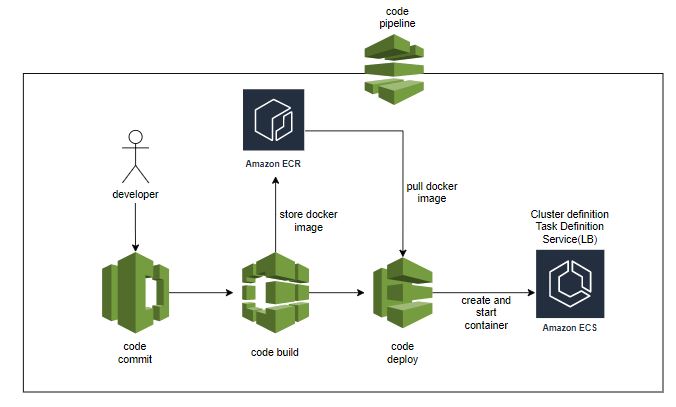 code
pipeline
Amazon ECR
developer
pull docker
image
store docker
image
Cluster definition
Task Definition
Service(LB)
create and
start
container
Amazon ECS
code
commit
code build
code
deploy